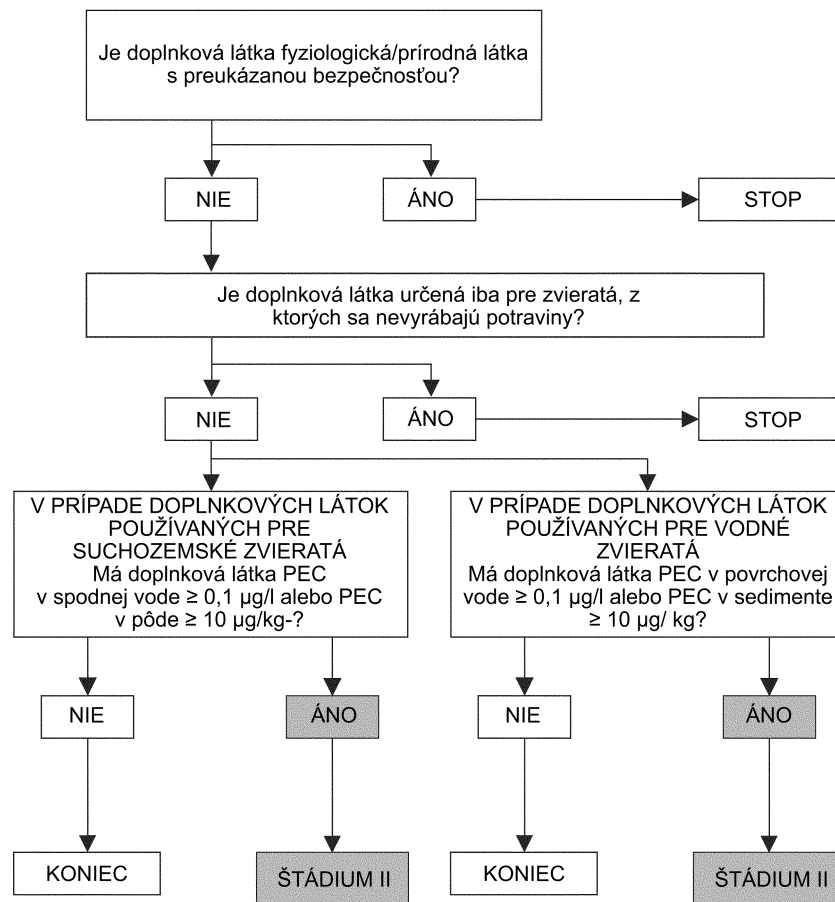 Je doplnková látka fyziologická/prírodná látka
s preukázanou bezpečnosťou?
NIE
ÁNO
STOP
Je doplnková látka určená iba pre zvieratá, z
ktorých sa nevyrábajú potraviny?
NIE
ÁNO
STOP
V PRÍPADE DOPLNKOVÝCH LÁTOK
POUŽÍVANÝCH PRE
SUCHOZEMSKÉ ZVIERATÁ
Má doplnková látka PEC
v spodnej vode ≥ 0,1 µg/l alebo PEC
v pôde ≥ 10 µg/kg-?
V PRÍPADE DOPLNKOVÝCH LÁTOK
POUŽÍVANÝCH PRE VODNÉ
ZVIERATÁ
Má doplnková látka PEC v povrchovej
vode ≥ 0,1 µg/l alebo PEC v sedimente
≥ 10 µg/ kg?
NIE
ÁNO
NIE
ÁNO
KONIEC
ŠTÁDIUM II
KONIEC
ŠTÁDIUM II